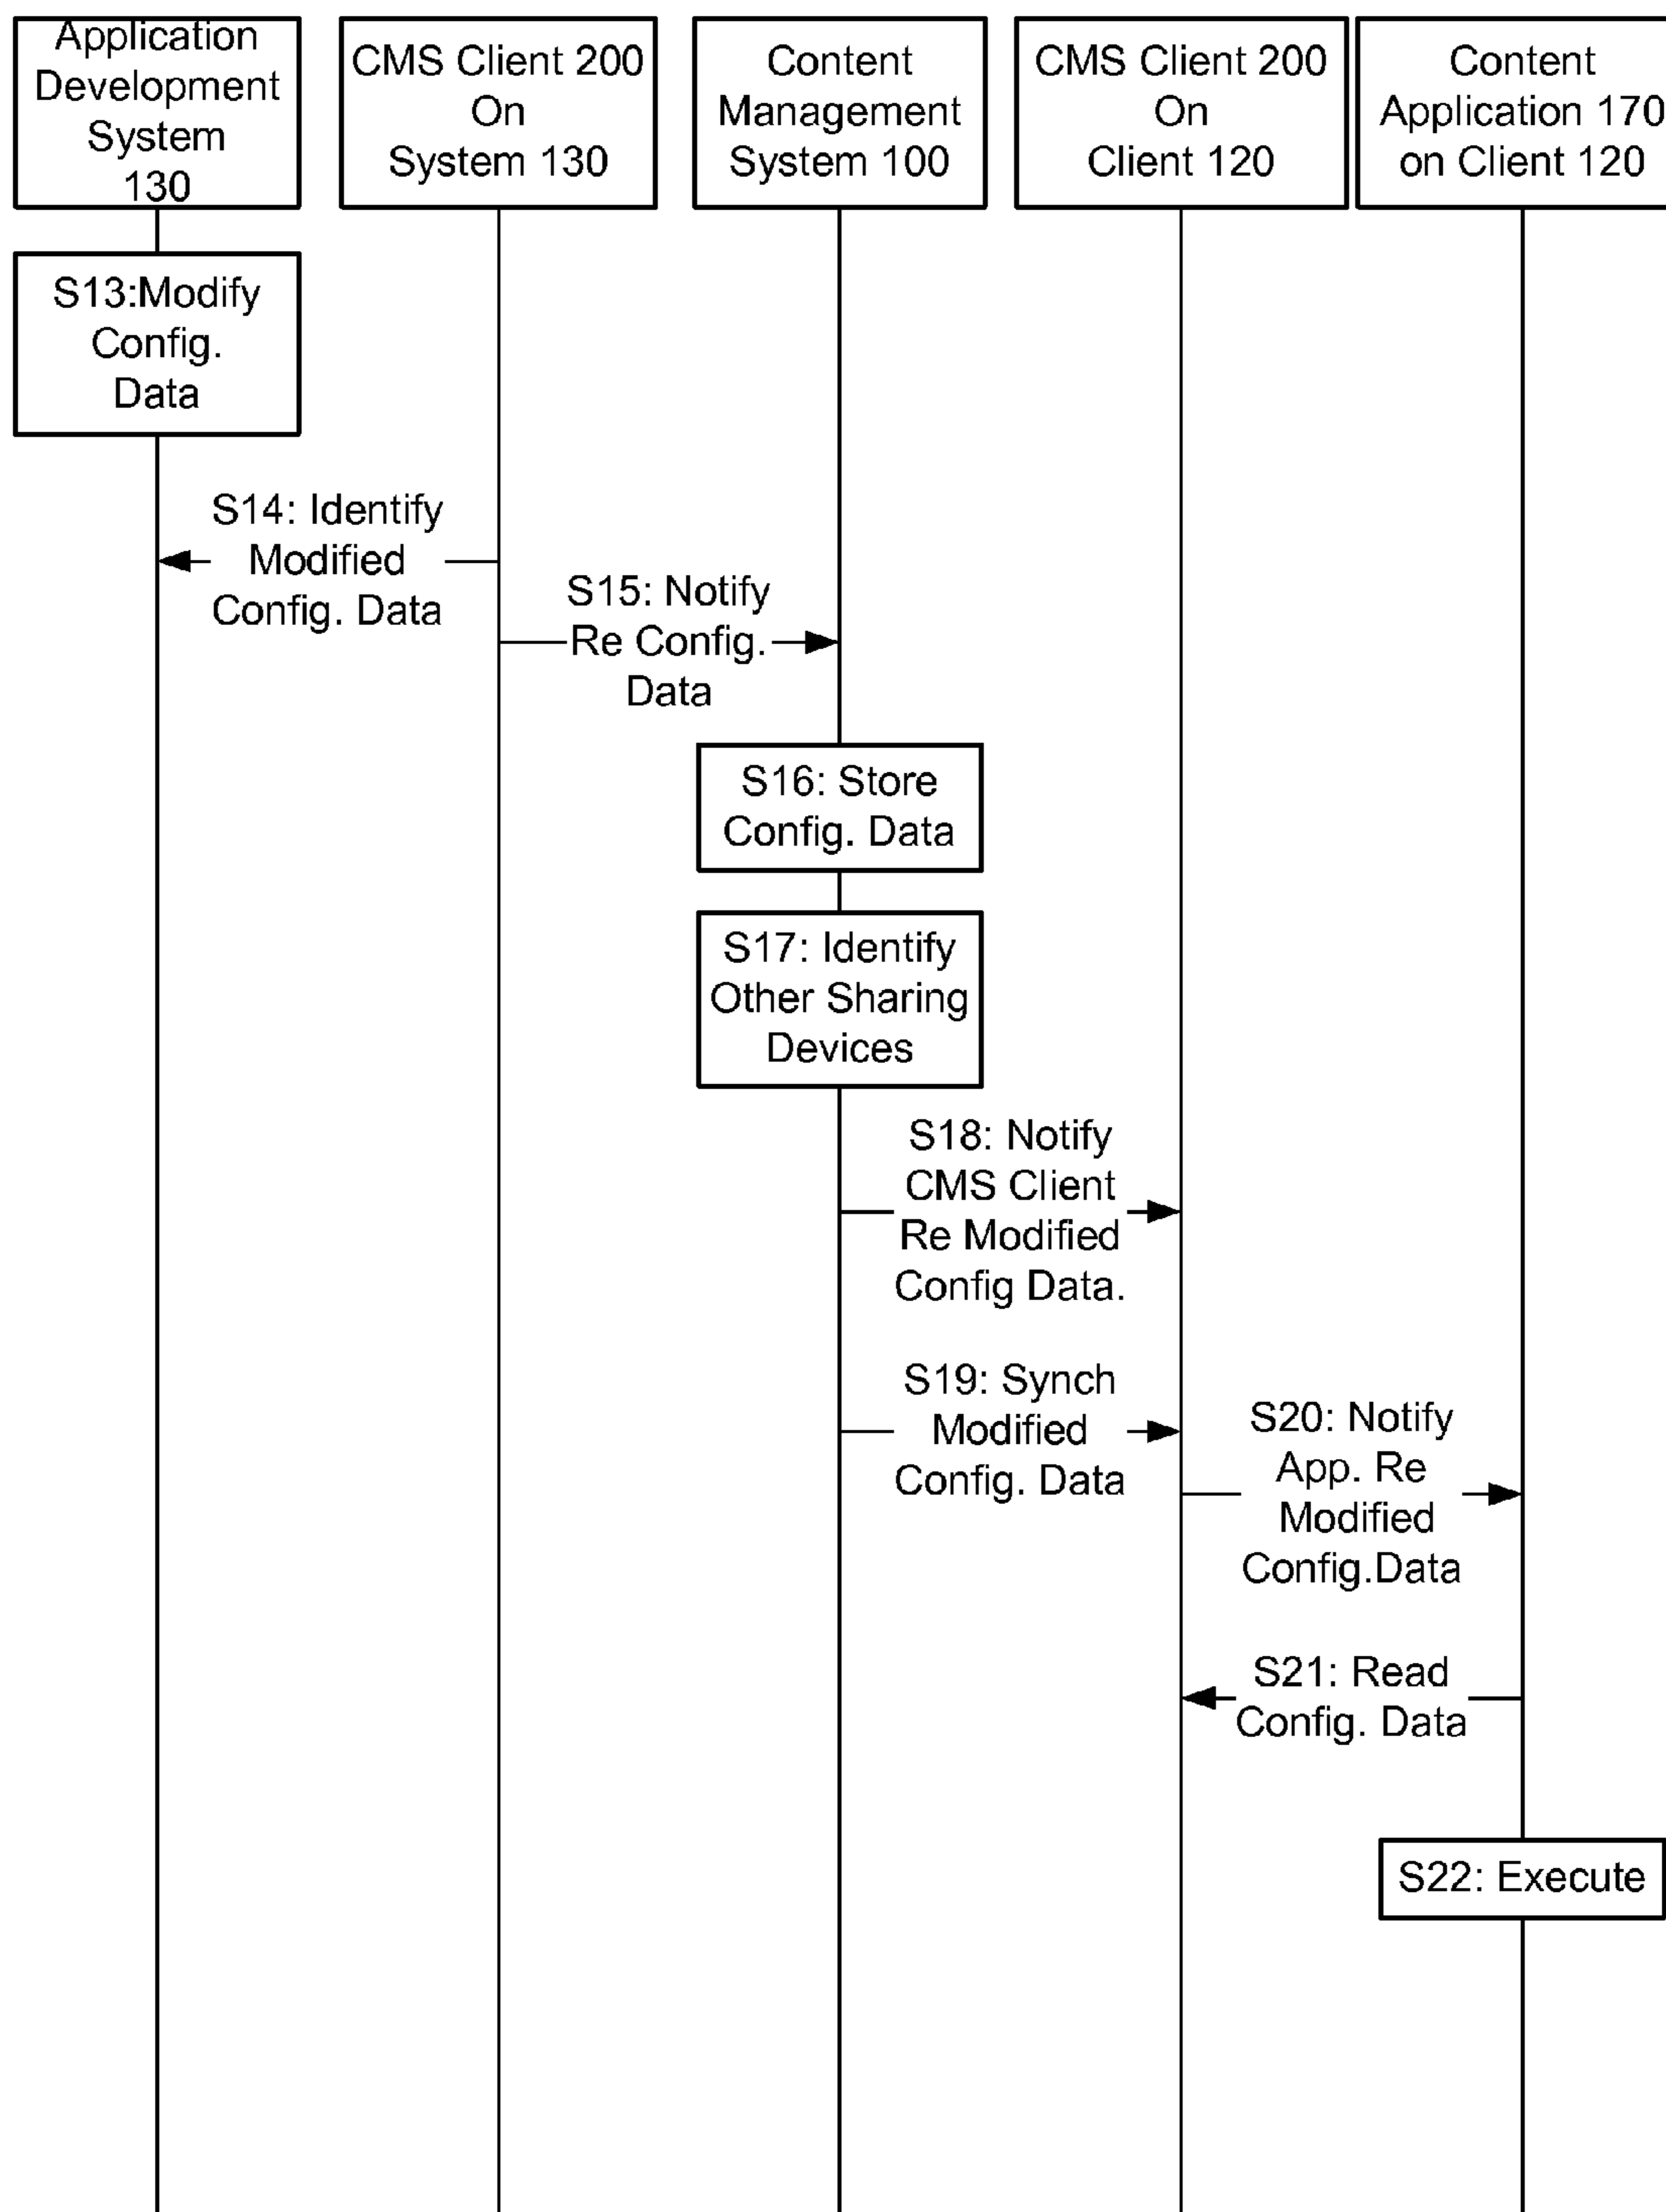 Application
Development
System
130
CMS Client 200
On
System 130
Content
Management
System 100
CMS Client 200
On
Client 120
Content
Application 170
on Client 120
S13:Modify
Config.
Data
S14: Identify
Modified
Config. Data
S15: Notify
Re Config.
Data
S16: Store
Config. Data
S17: Identify
Other Sharing
Devices
S18: Notify
CMS Client
Re Modified
Config Data.
S19: Synch
Modified
Config. Data
S20: Notify
App. Re
Modified
Config.Data
S21: Read
Config. Data
S22: Execute